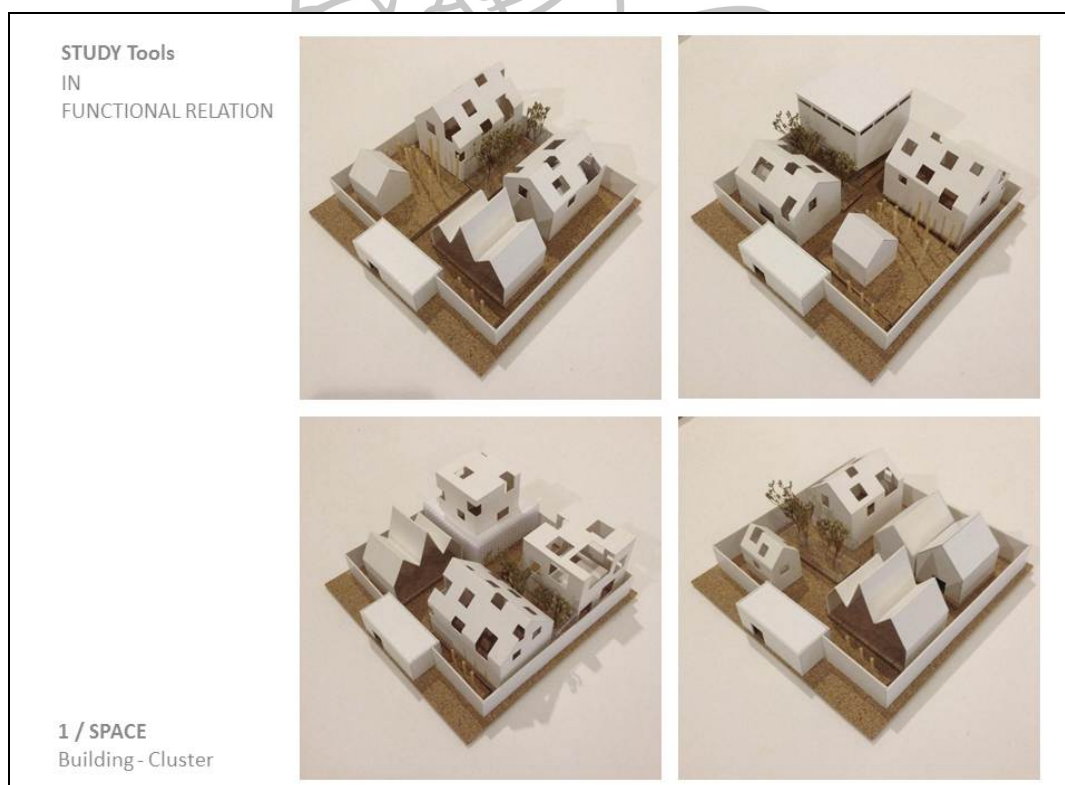 STUDY Tools
IN
FUNCTIONAL RELATION
1 / SPACE
Building - Cluster